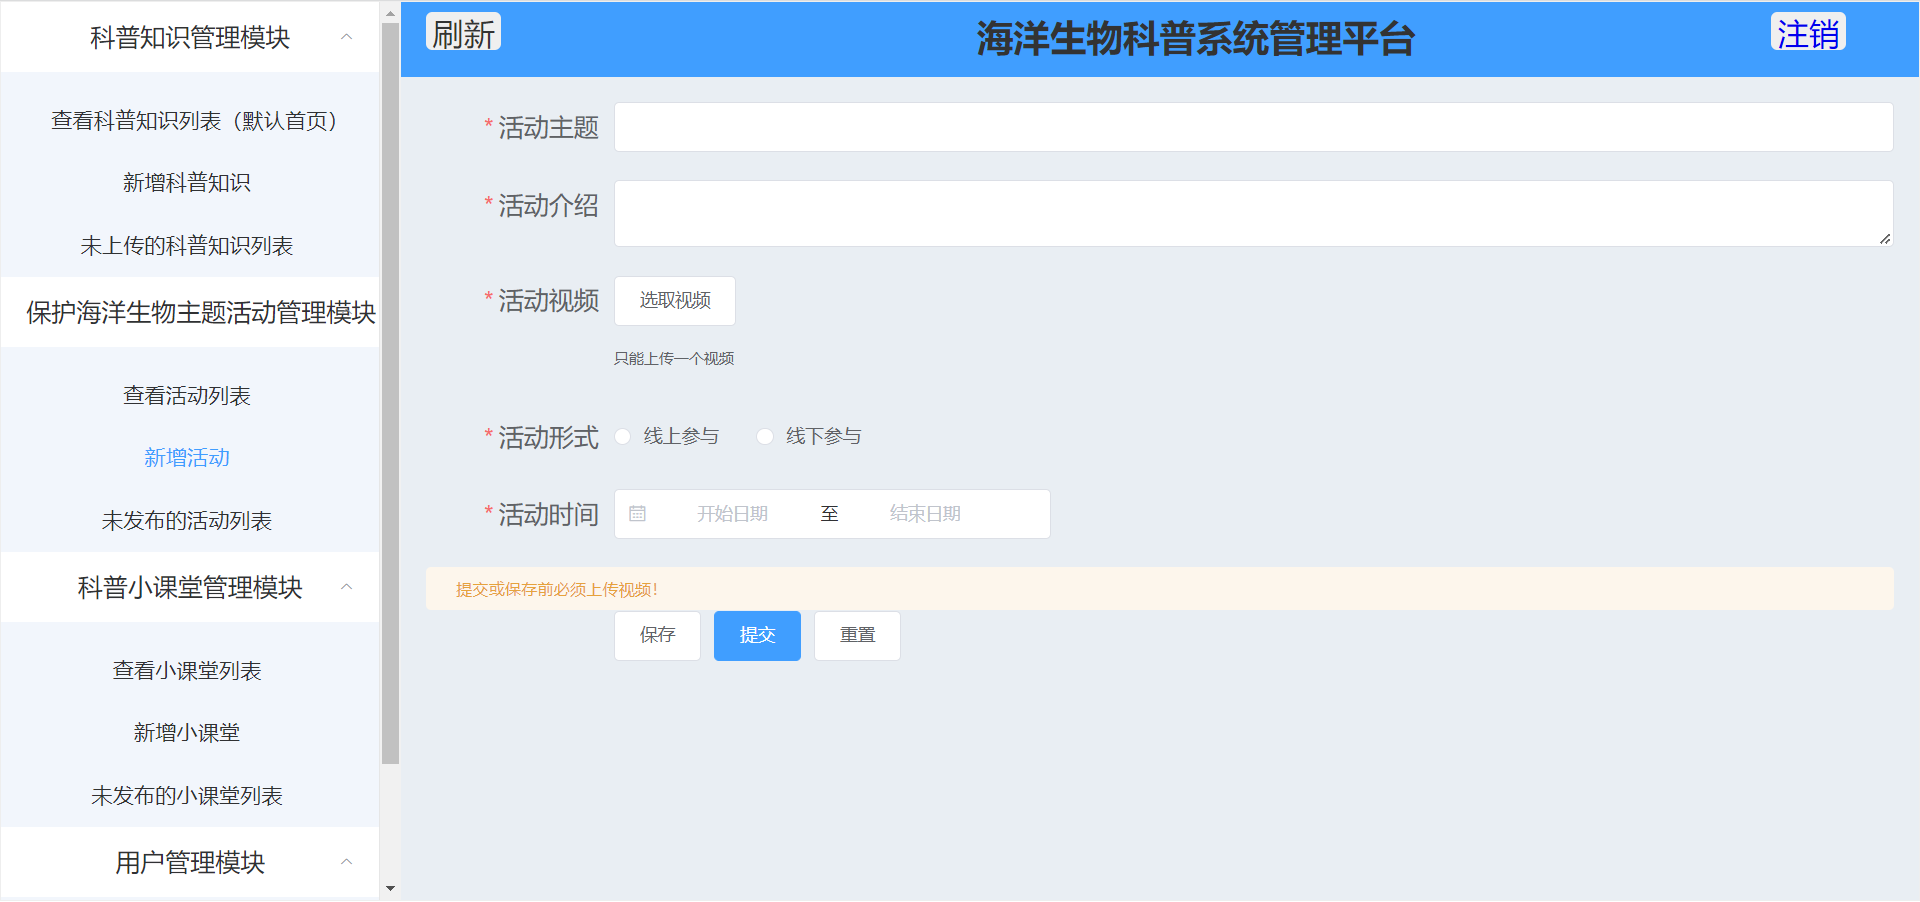 科普知识管理模块
查看科普知识列表（默认首页）
新增科普知识
未上传的科普知识列表
保护海洋生物主题活动管理模块
查看活动列表
新增活动
未发布的活动列表
科普小课堂管理模块
查看小课堂列表
新增小课堂
未发布的小课堂列表
用户管理模块
刷新
海洋生物科普系统管理平台
注销
* 活动主题
* 活动介绍
* 活动视频 选取视频
只能上传一个视频
* 活动形式 线上参与 线下参与
* 活动时间 开始日期 至 结束日期
提交或保存前必须上传视频！
保存 提交 重置